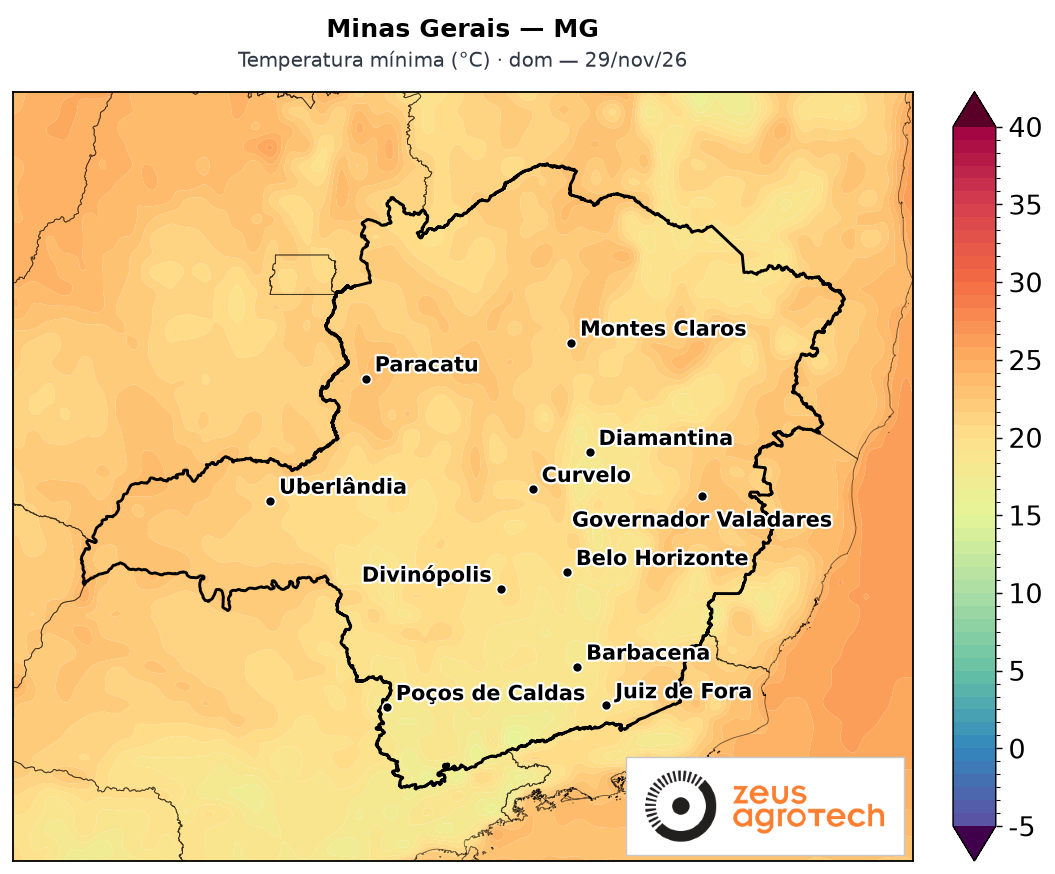 Minas Gerais — MG
Temperatura mínima (°C) · dom — 29/nov/26
Montes Claros
Paracatu
Diamantina
Curvelo
Uberlândia
Governador Valadares
Belo Horizonte
Divinópolis
Barbacena
Poços de Caldas
Juiz de Fora
40
35
30
25
20
15
10
5
0
-5
zeus
agrotech